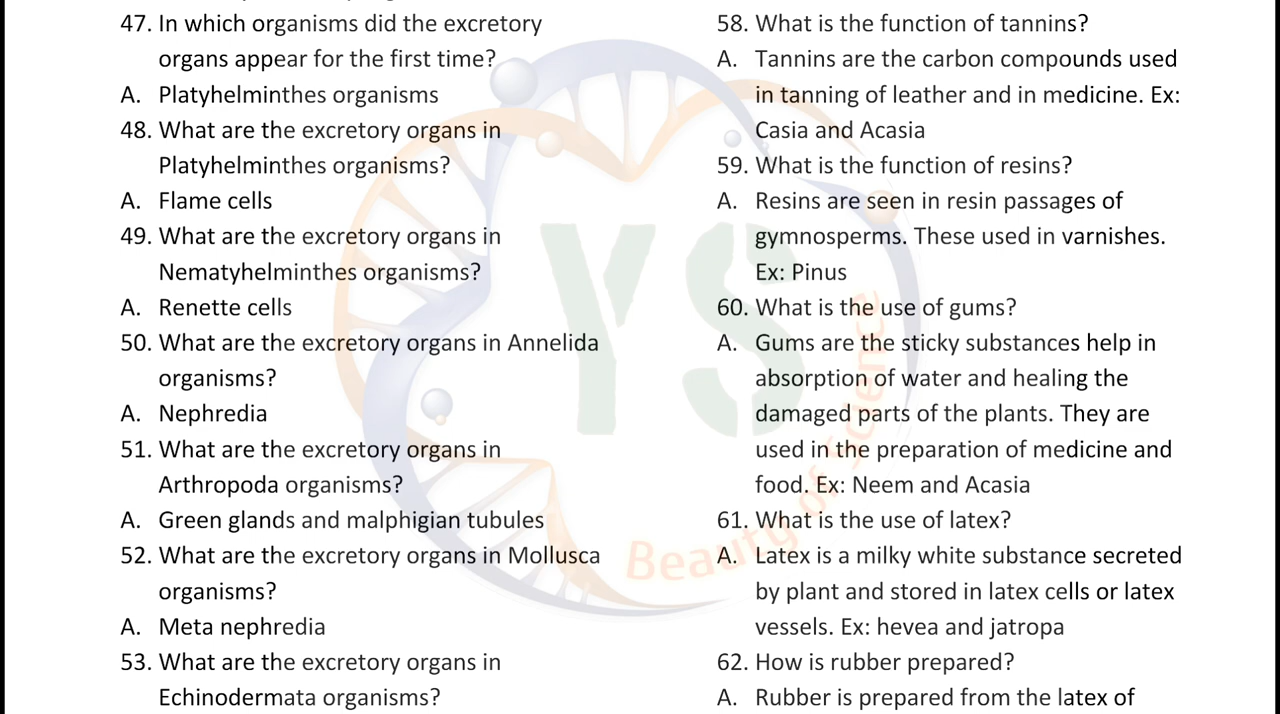 47. In which organisms did the excretory
organs appear for the first time?
A. Platyhelminthes organisms
48. What are the excretory organs in
Platyhelminthes organisms?
A. Flame cells
49. What are the excretory organs in
Nematyhelminthes organisms?
A. Renette cells
50. What are the excretory organs in Annelida
organisms?
A. Nephredia
51. What are the excretory organs in
Arthropoda organisms?
A. Green glands and malphigian tubules
52. What are the excretory organs in Mollusca
organisms?
A. Meta nephredia
53. What are the excretory organs in
Echinodermata organisms?
58. What is the function of tannins?
A. Tannins are the carbon compounds used
in tanning of leather and in medicine. Ex:
Casia and Acasia
59. What is the function of resins?
A. Resins are seen in resin passages of
gymnosperms. These used in varnishes.
Ex: Pinus
60. What is the use of gums?
A. Gums are the sticky substances help in
absorption of water and healing the
damaged parts of the plants. They are
used in the preparation of medicine and
food. Ex: Neem and Acasia
61. What is the use of latex?
A. Latex is a milky white substance secreted
by plant and stored in latex cells or latex
vessels. Ex: hevea and jatropa
62. How is rubber prepared?
A. Rubber is prepared from the latex of
YS
Beauty of Science